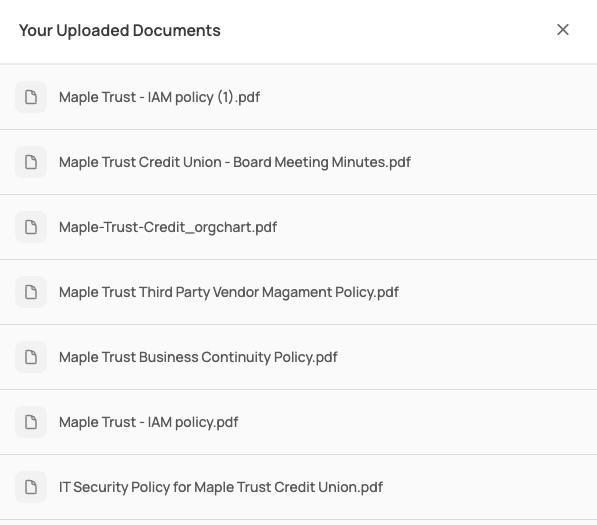 Your Uploaded Documents
Maple Trust - IAM policy (1).pdf
Maple Trust Credit Union - Board Meeting Minutes.pdf
Maple-Trust-Credit_orgchart.pdf
Maple Trust Third Party Vendor Magament Policy.pdf
Maple Trust Business Continuity Policy.pdf
Maple Trust - IAM policy.pdf
IT Security Policy for Maple Trust Credit Union.pdf